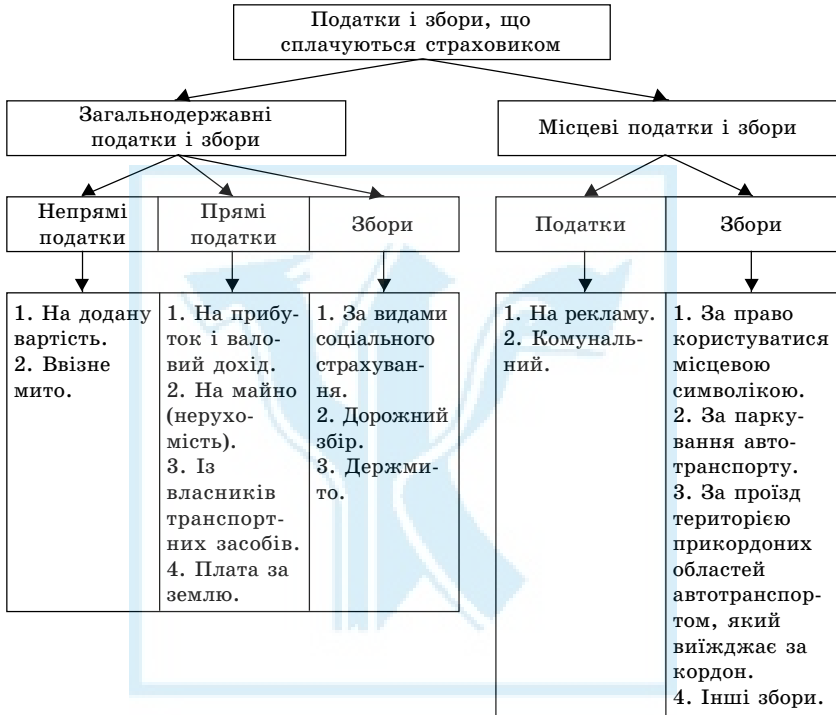 Податки і збори, що
сплачуються страховиком
Загальнодержавні
податки і збори
Місцеві податки і збори
Непрямі
податки
Прямі
податки
Збори
Податки
Збори
1. На додану
вартість.
2. Ввізне
мито.
1. На прибу-
ток і вало-
вий дохід.
2. На майно
(нерухо-
мість).
3. Із
власників
транспорт-
них засобів.
4. Плата за
землю.
1. За видами
соціального
страхуван-
ня.
2. Дорожний
збір.
3. Держми-
то.
1. На рекламу.
2. Комуналь-
ний.
1. За право
користуватися
місцевою
символікою.
2. За парку-
вання авто-
транспорту.
3. За проїзд
територією
прикордоних
областей
автотранспор-
том, який
виїжджає за
кордон.
4. Інші збори.